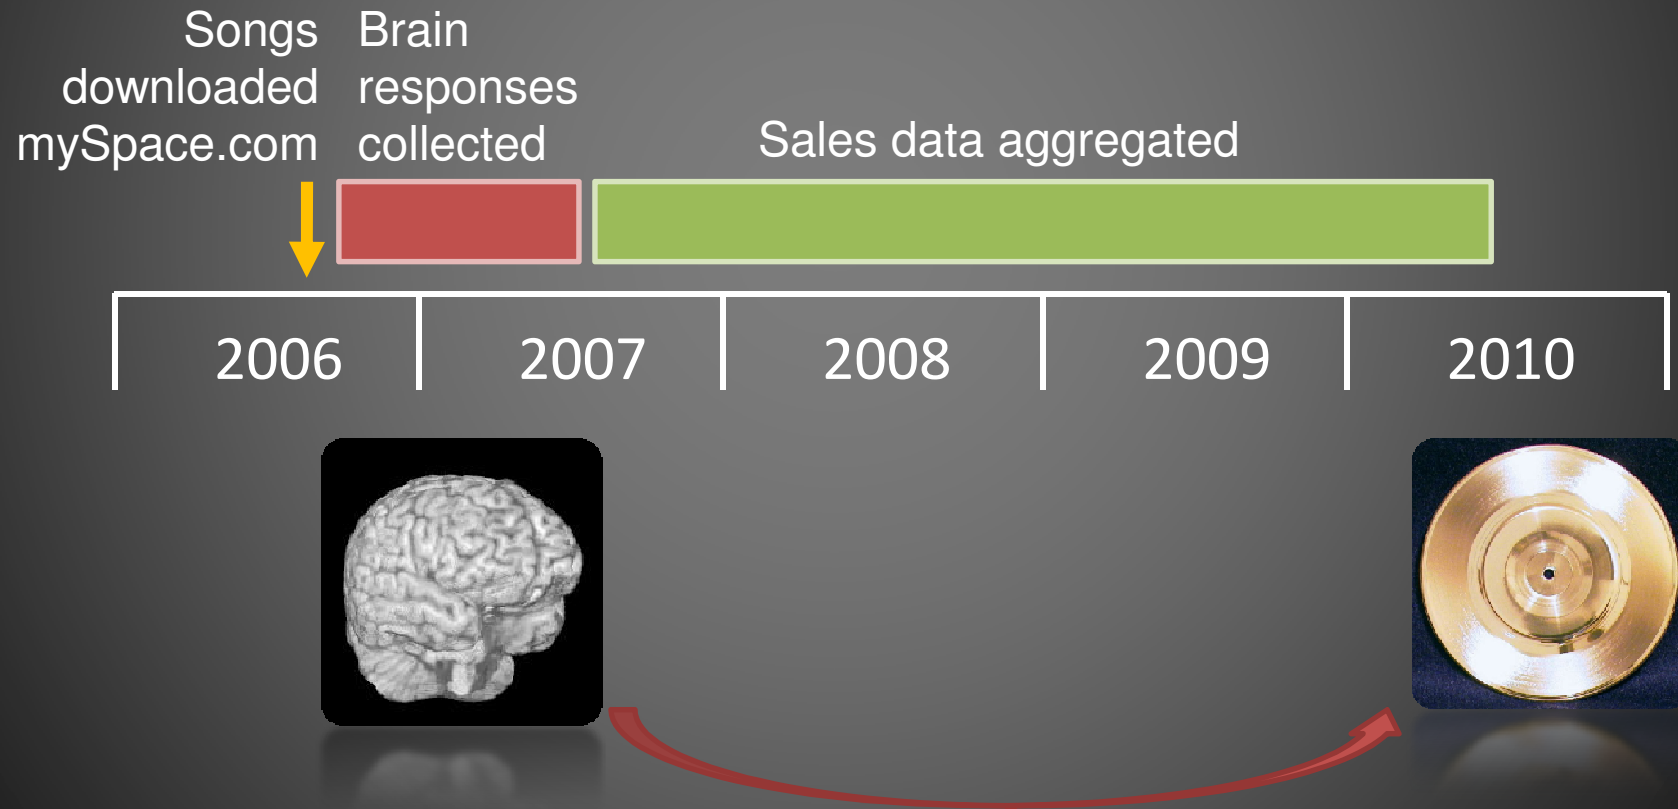 Songs
downloaded
mySpace.com
Brain
responses
collected
Sales data aggregated
2006
2007
2008
2009
2010